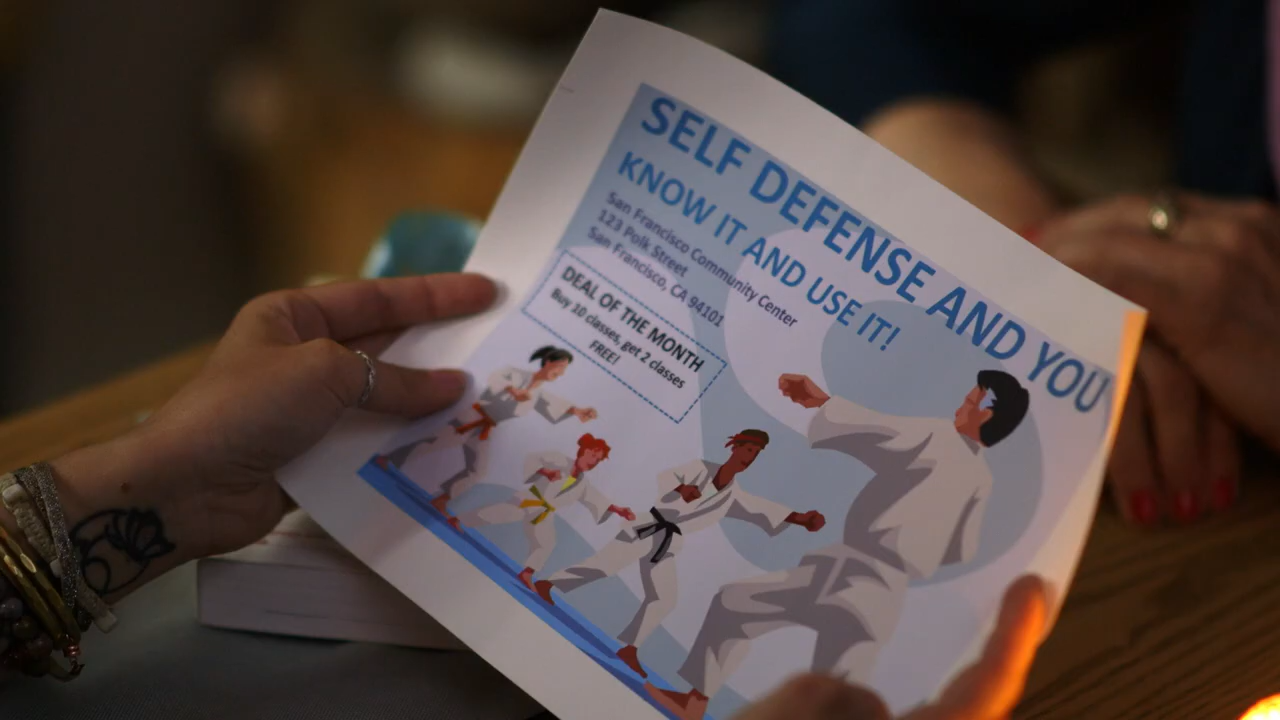 SELF DEFENSE AND YOU
KNOW IT AND USE IT!
San Francisco Community Center
123 Polk Street
San Francisco, CA 94101
DEAL OF THE MONTH
Buy 10 classes, get 2 classes
FREE!